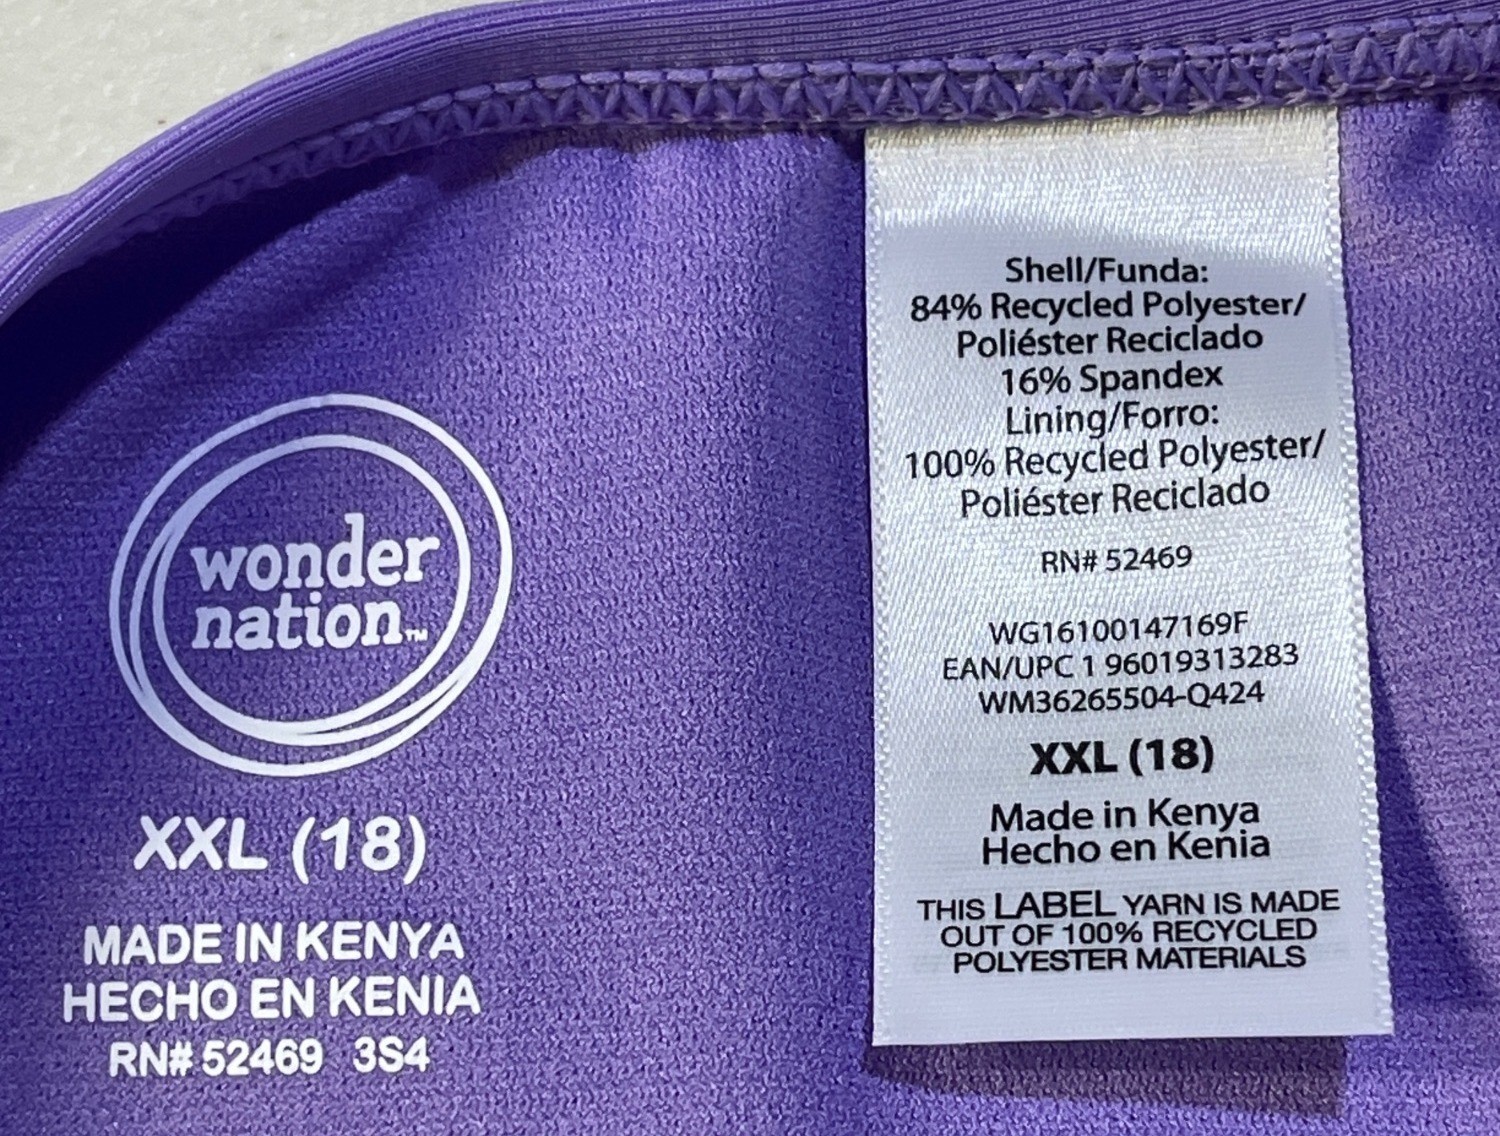 wonder
nation™
XXL (18)
MADE IN KENYA
HECHO EN KENIA
RN# 52469 3S4
Shell/Funda:
84% Recycled Polyester/
Poliéster Reciclado
16% Spandex
Lining/Forro:
100% Recycled Polyester/
Poliéster Reciclado
RN# 52469
WG16100147169F
EAN/UPC 1 96019313283
WM36265504-Q424
XXL (18)
Made in Kenya
Hecho en Kenia
THIS LABEL YARN IS MADE
OUT OF 100% RECYCLED
POLYESTER MATERIALS